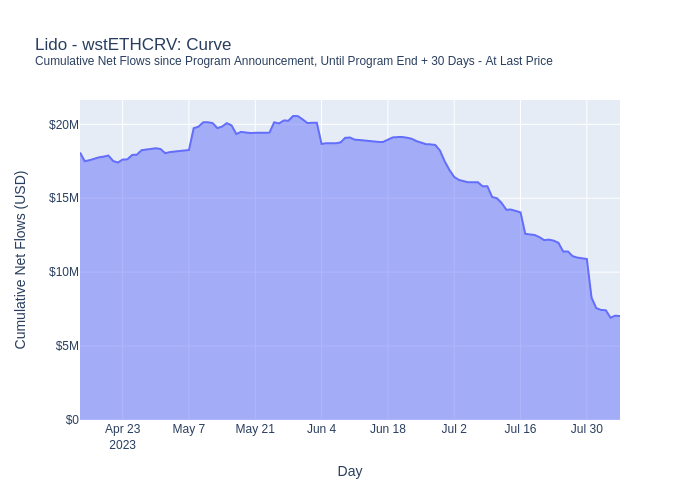 Lido - wstETHCRV: Curve
Cumulative Net Flows since Program Announcement, Until Program End + 30 Days - At Last Price
Cumulative Net Flows (USD)
$20M
$15M
$10M
$5M
$0
Apr 23 May 7 May 21 Jun 4 Jun 18 Jul 2 Jul 16 Jul 30
2023
Day